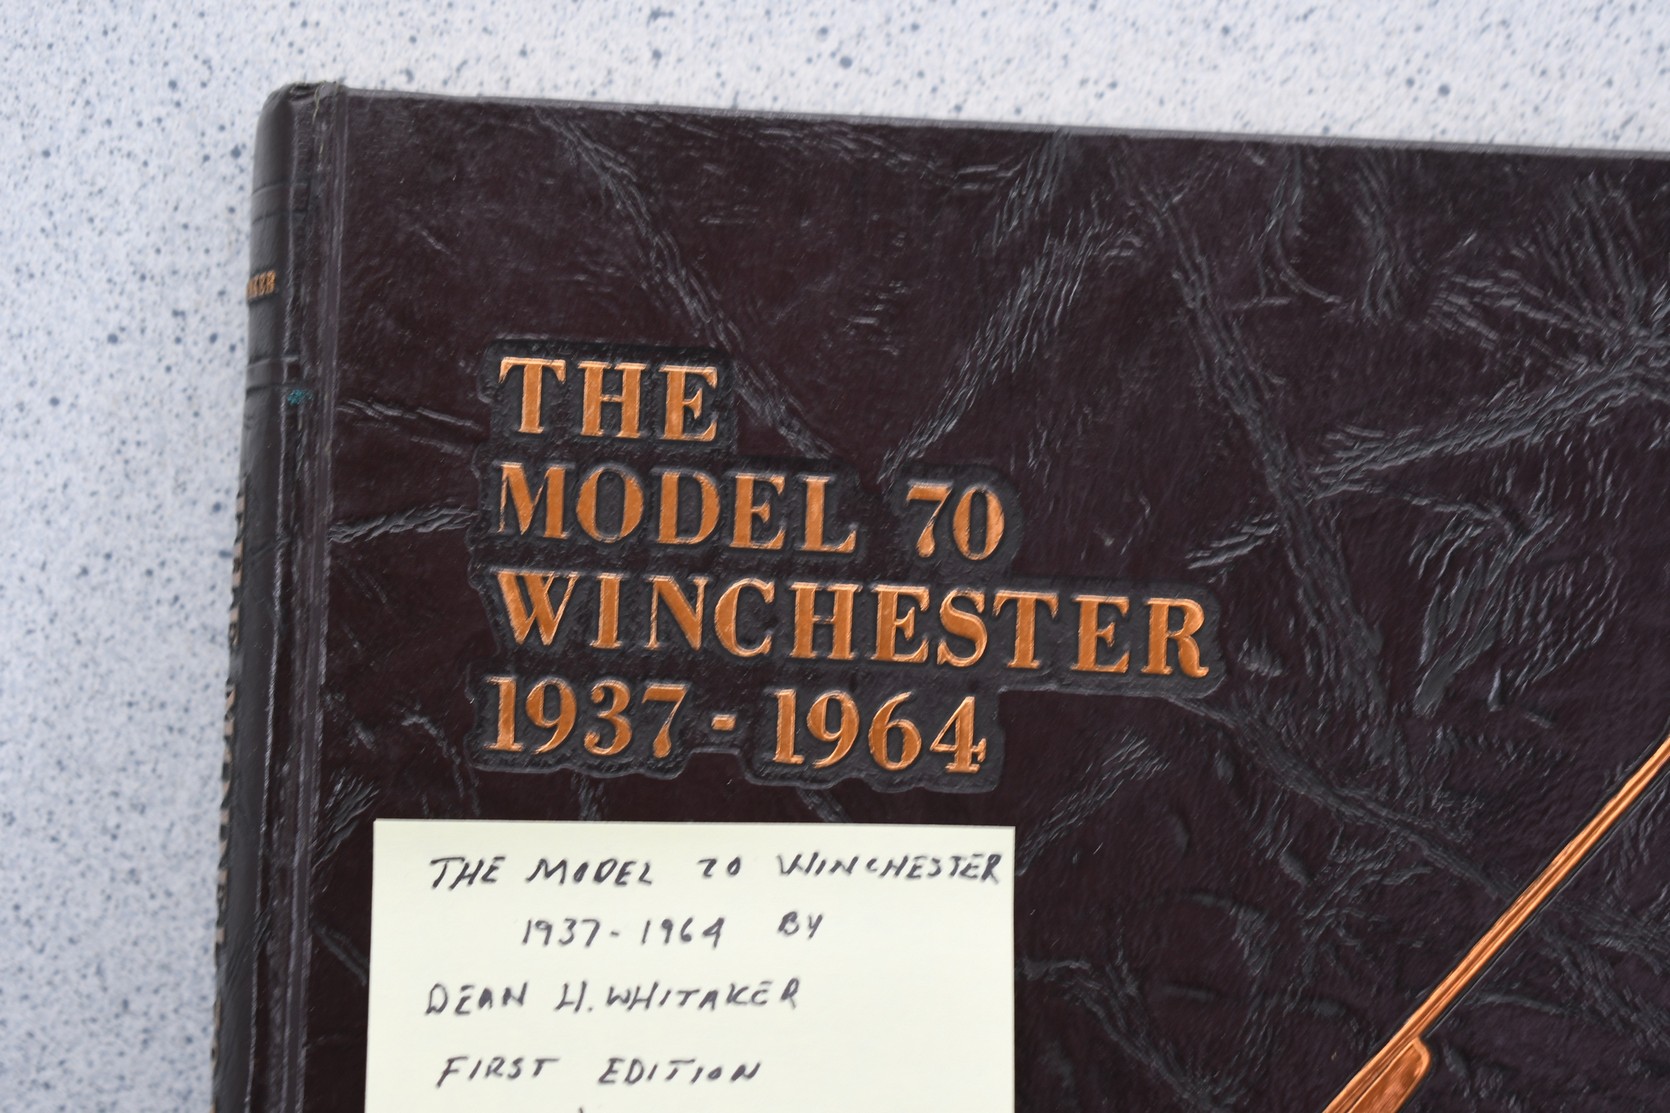 THE
MODEL 70
WINCHESTER
1937-1964
THE MODEL 70 WINCHESTER
1937-1964 BY
DEAN H. WHITAKER
FIRST EDITION